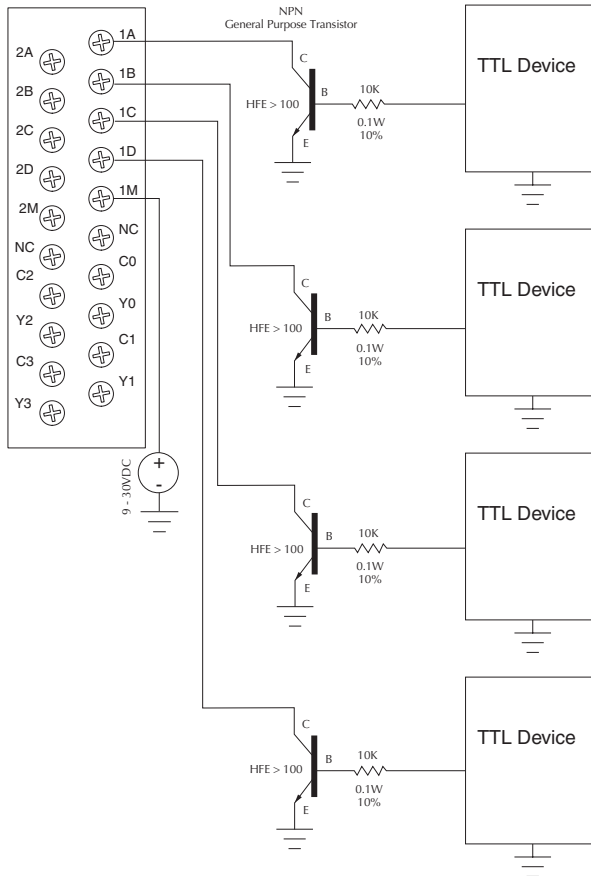 NPN
General Purpose Transistor
1A
2A
1B
2B
1C
2C
1D
2D
1M
2M
NC
NC
C0
C2
Y0
Y2
C1
C3
Y1
Y3
+
-
9 - 30VDC
C
B
E
HFE > 100
10K
0.1W
10%
TTL Device
C
B
E
HFE > 100
10K
0.1W
10%
TTL Device
C
B
E
HFE > 100
10K
0.1W
10%
TTL Device
C
B
E
HFE > 100
10K
0.1W
10%
TTL Device